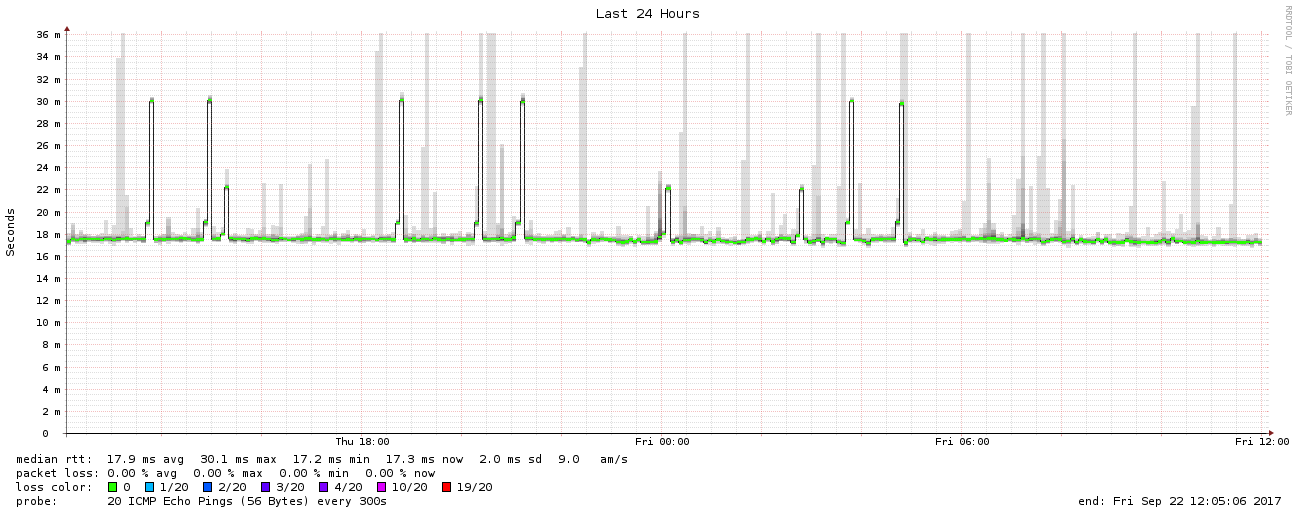 Last 24 Hours
RRDTOOL / TOBI OETIKER
Seconds
36 m
34 m
32 m
30 m
28 m
26 m
24 m
22 m
20 m
18 m
16 m
14 m
12 m
10 m
8 m
6 m
4 m
2 m
0
Thu 18:00 Fri 00:00 Fri 06:00 Fri 12:00
median rtt: 17.9 ms avg 30.1 ms max 17.2 ms min 17.3 ms now 2.0 ms sd 9.0 am/s
packet loss: 0.00 % avg 0.00 % max 0.00 % min 0.00 % now
loss color: 0 1/20 2/20 3/20 4/20 10/20 19/20
probe: 20 ICMP Echo Pings (56 Bytes) every 300s end: Fri Sep 22 12:05:06 2017